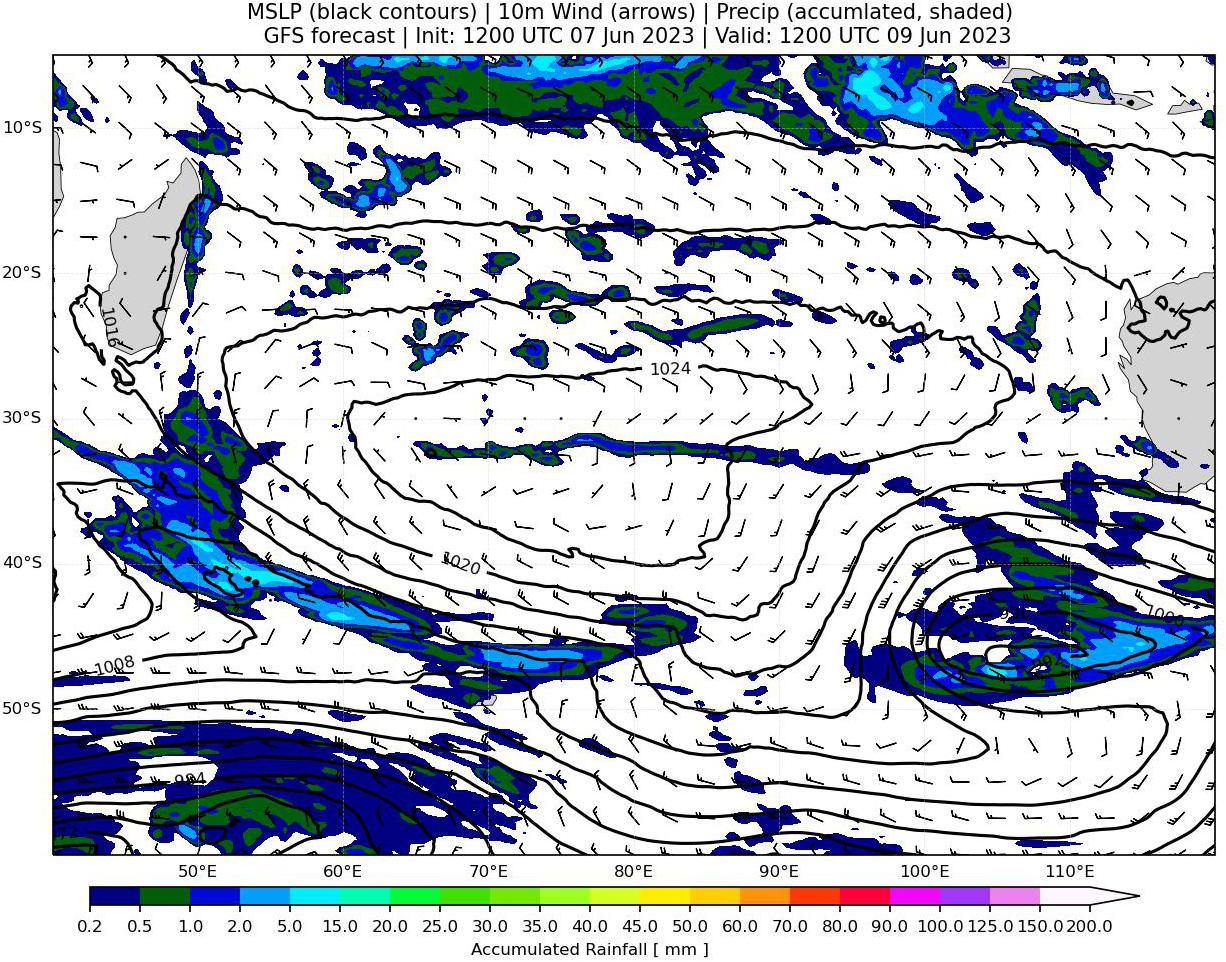 MSLP (black contours) | 10m Wind (arrows) | Precip (accumlated, shaded)
GFS forecast | Init: 1200 UTC 07 Jun 2023 | Valid: 1200 UTC 09 Jun 2023
10°S
20°S
1016
1024
30°S
1020
40°S
1008
992
50°S
984
50°E 60°E 70°E 80°E 90°E 100°E 110°E
0.2 0.5 1.0 2.0 5.0 10.0 15.0 20.0 25.0 30.0 35.0 40.0 45.0 50.0 60.0 70.0 80.0 90.0 100.0 125.0 150.0 200.0
Accumulated Rainfall [ mm ]